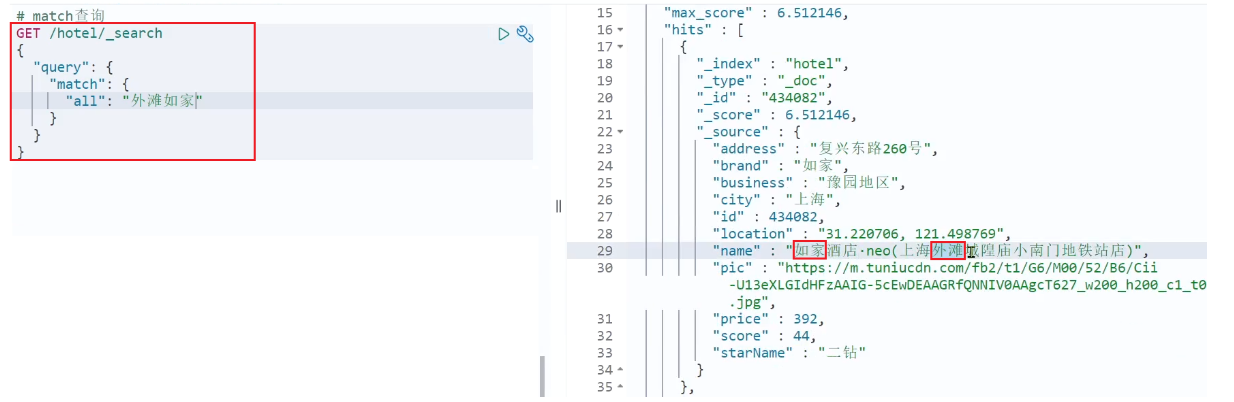 # match查询
GET /hotel/_search
{
"query": {
"match": {
"all": "外滩如家"
}
}
}
15 "max_score" : 6.512146,
16 "hits" : [
17 {
18 "_index" : "hotel",
19 "_type" : "_doc",
20 "_id" : "434082",
21 "_score" : 6.512146,
22 "_source" : {
23 "address" : "复兴东路260号",
24 "brand" : "如家",
25 "business" : "豫园地区",
26 "city" : "上海",
27 "id" : 434082,
28 "location" : "31.220706, 121.498769",
29 "name" : "如家酒店·neo(上海外滩城隍庙小南门地铁站店)",
30 "pic" : "https://m.tuniucdn.com/fb2/t1/G6/M00/52/B6/Cii
-U13eXLGIdHFzAAIG-5cEwDEAAGRfQNNIV0AAgcT627_w200_h200_c1_t0
.jpg",
31 "price" : 392,
32 "score" : 44,
33 "starName" : "二钻"
34 }
35 },